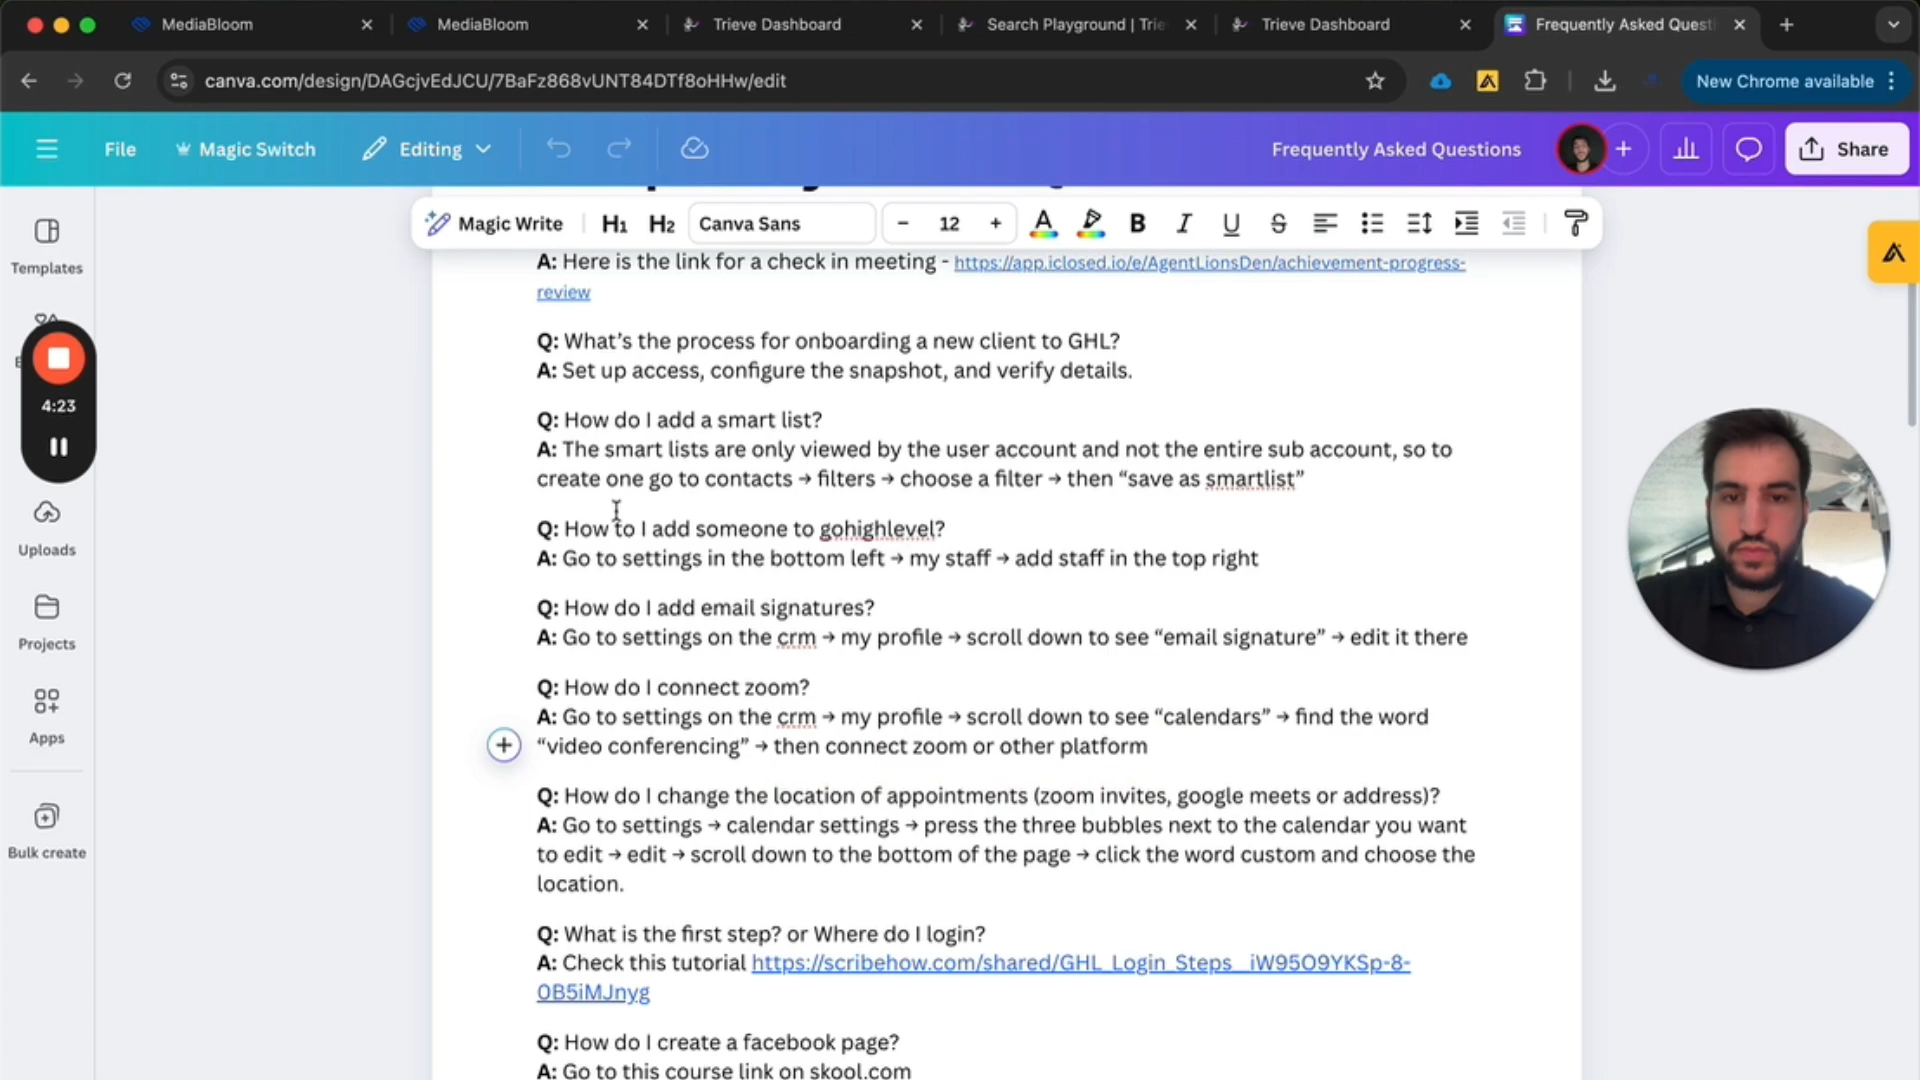 MediaBloom
MediaBloom
Trieve Dashboard
Search Playground | Trie
Trieve Dashboard
Frequently Asked Questi
canva.com/design/DAGcjvEdJCU/7BaFz868vUNT84DTf8oHHw/edit
New Chrome available
File
Magic Switch
Editing
Frequently Asked Questions
Share
Magic Write
H1
H2
Canva Sans
− 12 +
A
B
I
U
S
Templates
4:23
Uploads
Projects
Apps
Bulk create
A: Here is the link for a check in meeting - https://app.iclosed.io/e/AgentLionsDen/achievement-progress-
review
Q: What’s the process for onboarding a new client to GHL?
A: Set up access, configure the snapshot, and verify details.
Q: How do I add a smart list?
A: The smart lists are only viewed by the user account and not the entire sub account, so to
create one go to contacts → filters → choose a filter → then “save as smartlist”
Q: How to I add someone to gohighlevel?
A: Go to settings in the bottom left → my staff → add staff in the top right
Q: How do I add email signatures?
A: Go to settings on the crm → my profile → scroll down to see “email signature” → edit it there
Q: How do I connect zoom?
A: Go to settings on the crm → my profile → scroll down to see “calendars” → find the word
“video conferencing” → then connect zoom or other platform
Q: How do I change the location of appointments (zoom invites, google meets or address)?
A: Go to settings → calendar settings → press the three bubbles next to the calendar you want
to edit → edit → scroll down to the bottom of the page → click the word custom and choose the
location.
Q: What is the first step? or Where do I login?
A: Check this tutorial https://scribehow.com/shared/GHL_Login_Steps__iW95O9YKSp-8-
0B5iMJnyg
Q: How do I create a facebook page?
A: Go to this course link on skool.com